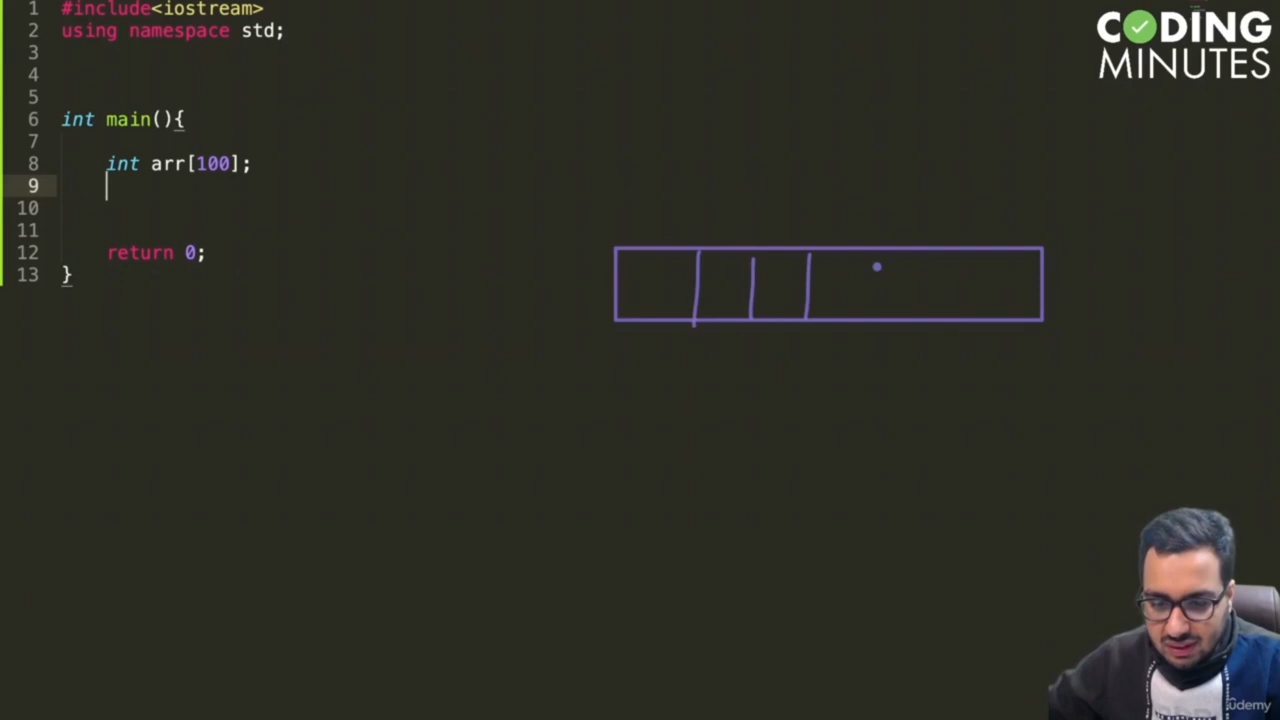 1 #include<iostream>
2 using namespace std;
3
4
5
6 int main(){
7
8 int arr[100];
9
10
11
12 return 0;
13 }
CODING
MINUTES
ûdemy